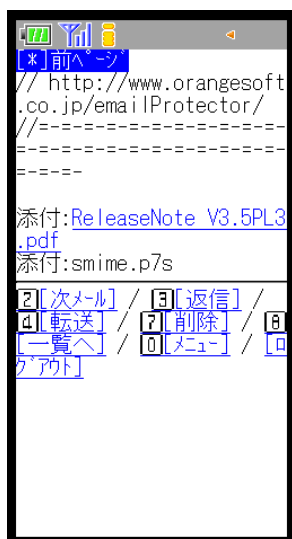 [*]前ﾍﾟｰｼﾞ
// http://www.orangesoft
.co.jp/emailProtector/
//=-=-=-=-=-=-=-=-=-=-=-
=-=-=-=-=-=-=-=-=-=-=-=-
=-=-=-
添付:ReleaseNote V3.5PL3
.pdf
添付:smime.p7s
2[次ﾒｰﾙ] / 3[返信] /
4[転送] / 7[削除] / 8
[一覧へ] / 0[ﾒﾆｭｰ] / [ﾛ
ｸﾞｱｳﾄ]